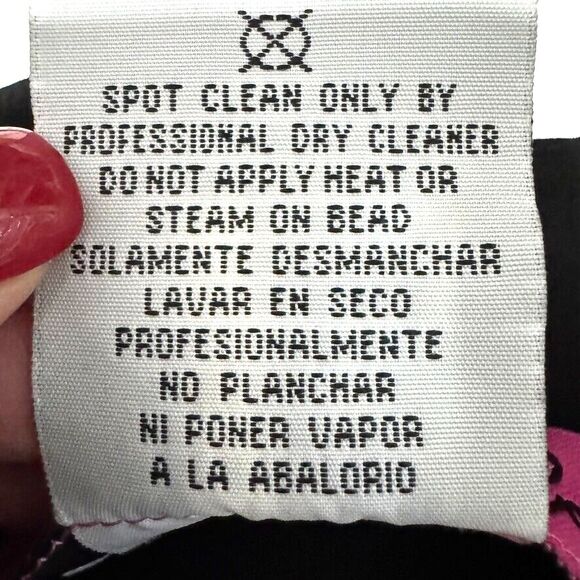 SPOT CLEAN ONLY BY
PROFESSIONAL DRY CLEANER
DO NOT APPLY HEAT OR
STEAM ON BEAD
SOLAMENTE DESMANCHAR
LAVAR EN SECO
PROFESIONALMENTE
NO PLANCHAR
NI PONER VAPOR
A LA ABALORIO